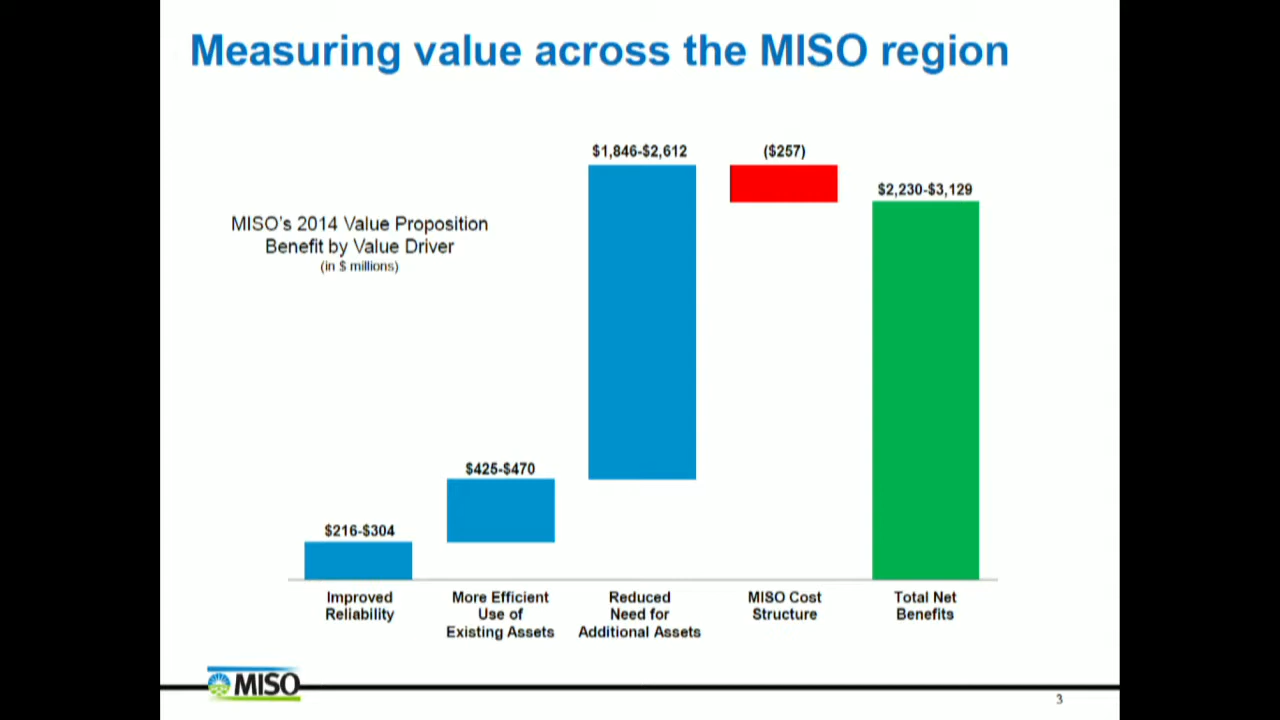 Measuring value across the MISO region
$1,846-$2,612
($257)
$2,230-$3,129
MISO's 2014 Value Proposition
Benefit by Value Driver
(in $ millions)
$425-$470
$216-$304
Improved
Reliability
More Efficient
Use of
Existing Assets
Reduced
Need for
Additional Assets
MISO Cost
Structure
Total Net
Benefits
MISO
3